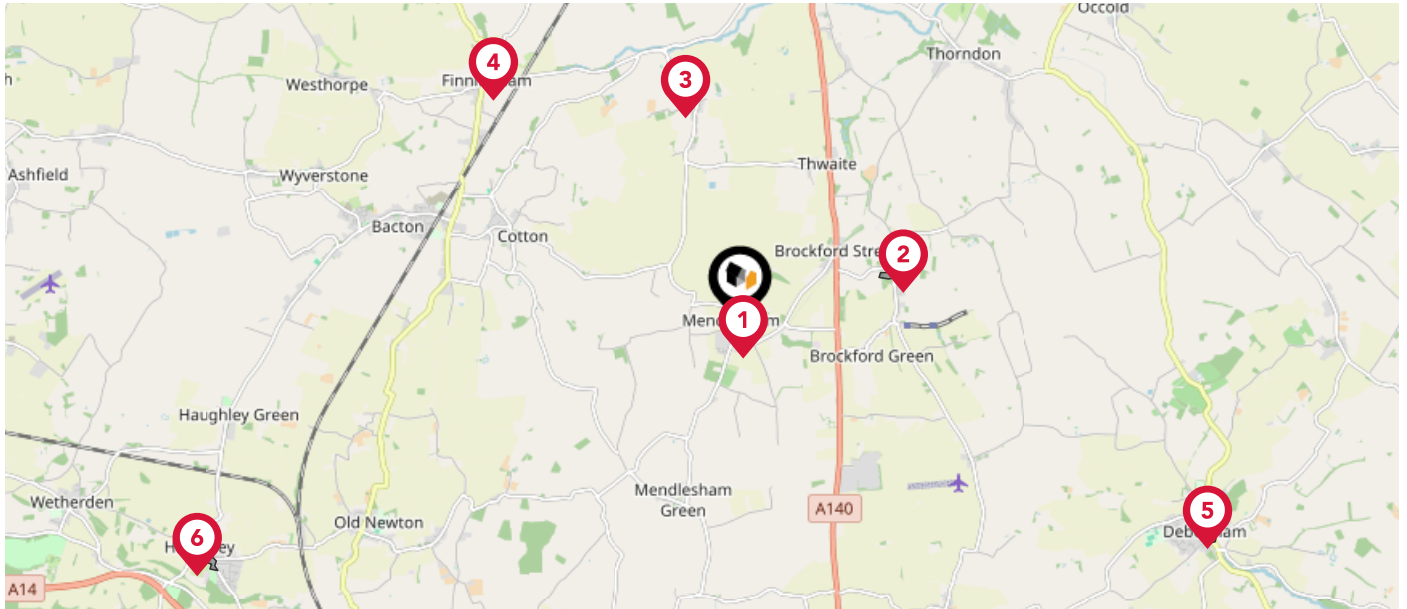 Occold
Thorndon
4
3
Westhorpe
Thwaite
Ashfield
Wyverstone
Bacton
Cotton
Brockford
2
1
Brockford Green
Haughley Green
Mendlesham
Green
Wetherden
A140
Old Newton
5
6
A14